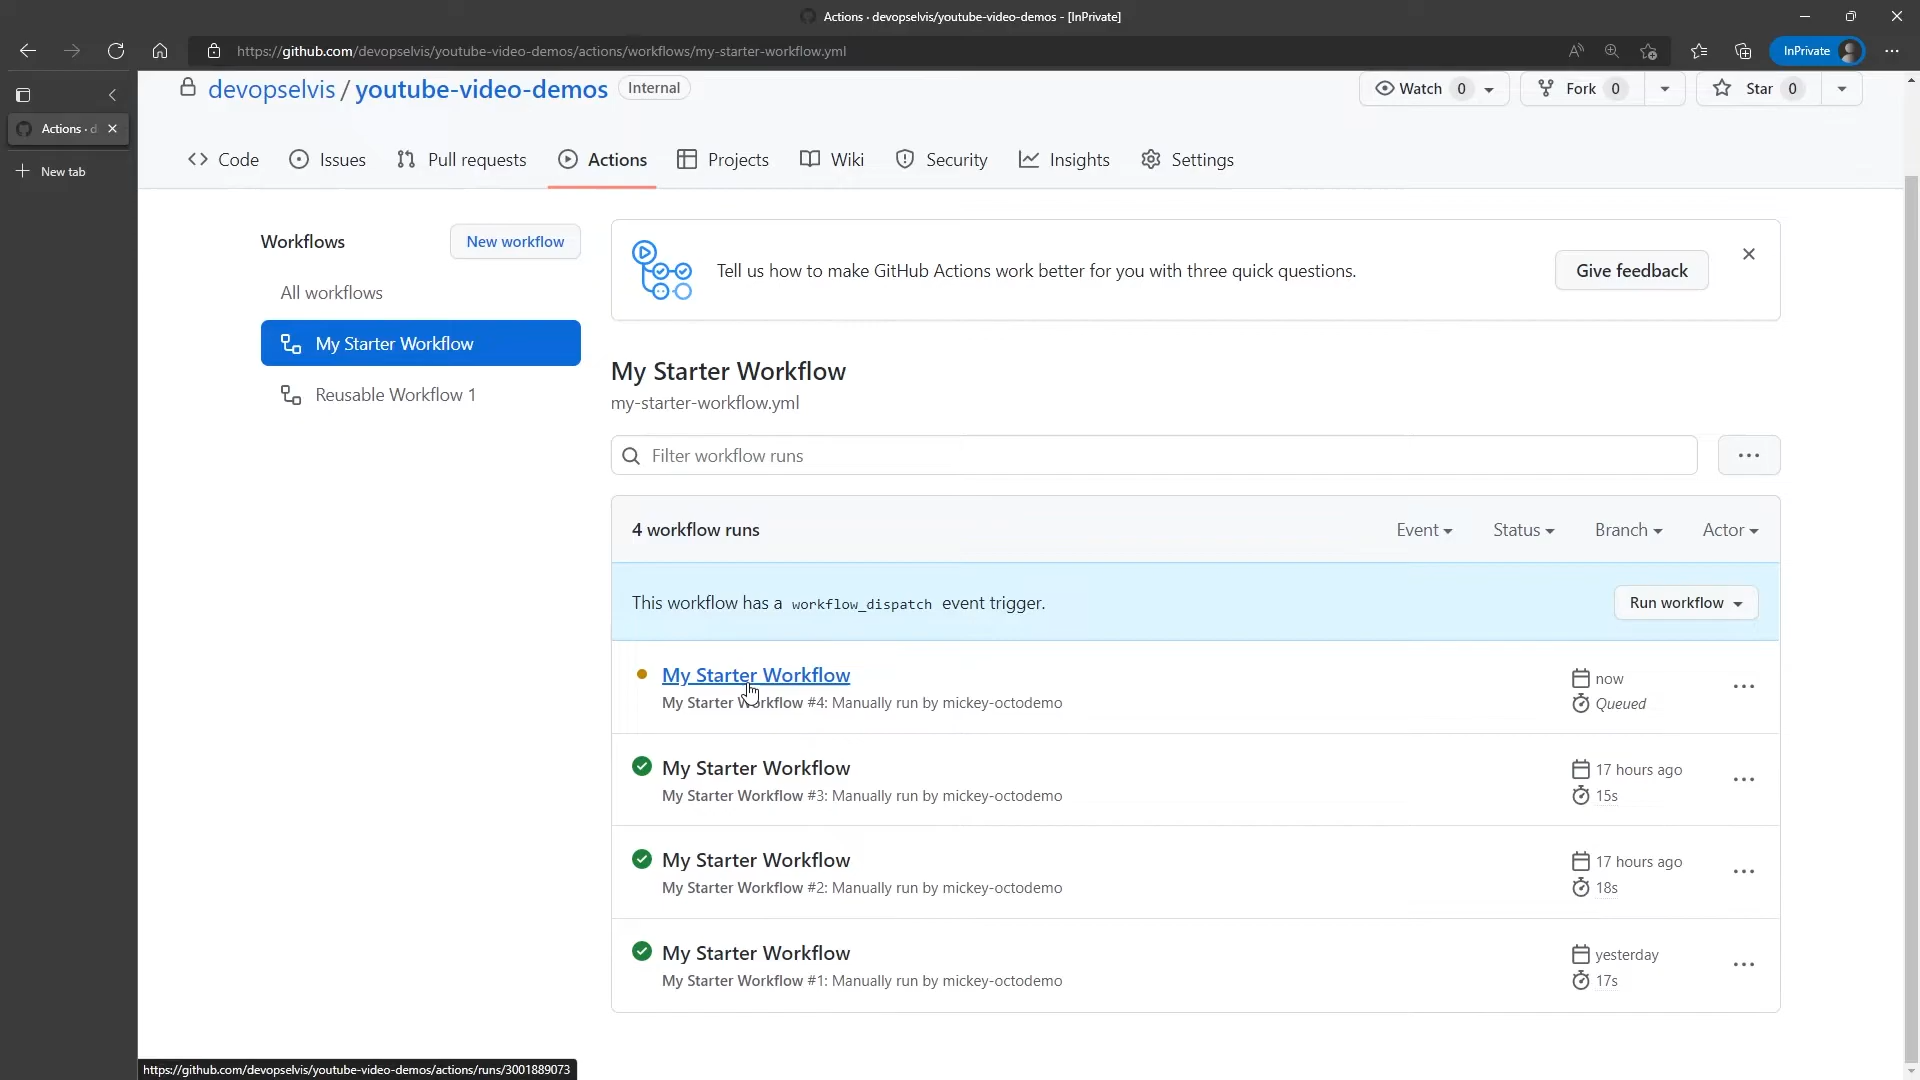 Actions · devopselvis/youtube-video-demos - [InPrivate]
https://github.com/devopselvis/youtube-video-demos/actions/workflows/my-starter-workflow.yml
InPrivate
Actions · d
New tab
devopselvis / youtube-video-demos Internal
Watch 0
Fork 0
Star 0
Code
Issues
Pull requests
Actions
Projects
Wiki
Security
Insights
Settings
Workflows
New workflow
All workflows
My Starter Workflow
Reusable Workflow 1
Tell us how to make GitHub Actions work better for you with three quick questions.
Give feedback
My Starter Workflow
my-starter-workflow.yml
Filter workflow runs
4 workflow runs
Event
Status
Branch
Actor
This workflow has a workflow_dispatch event trigger.
Run workflow
My Starter Workflow
My Starter Workflow #4: Manually run by mickey-octodemo
now
Queued
My Starter Workflow
My Starter Workflow #3: Manually run by mickey-octodemo
17 hours ago
15s
My Starter Workflow
My Starter Workflow #2: Manually run by mickey-octodemo
17 hours ago
18s
My Starter Workflow
My Starter Workflow #1: Manually run by mickey-octodemo
yesterday
17s
https://github.com/devopselvis/youtube-video-demos/actions/runs/3001889073